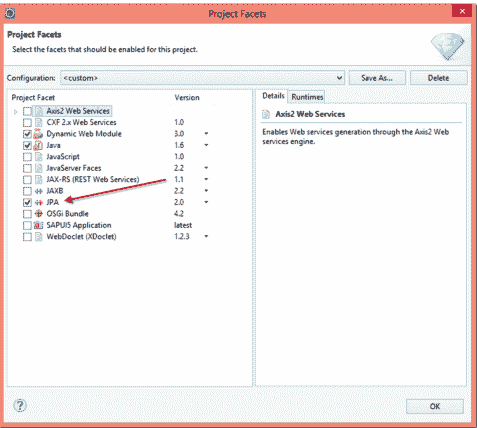 Project Facets
Project Facets
Select the facets that should be enabled for this project.
Configuration: <custom> Save As... Delete
Project Facet Version
Axis2 Web Services
CXF 2.x Web Services 1.0
Dynamic Web Module 3.0
Java 1.6
JavaScript 1.0
JavaServer Faces 2.2
JAX-RS (REST Web Services) 1.1
JAXB 2.2
JPA 2.0
OSGi Bundle 4.2
SAPUI5 Application latest
WebDoclet (XDoclet) 1.2.3
Details Runtimes
Axis2 Web Services
Enables Web services generation through the Axis2 Web
services engine.
OK